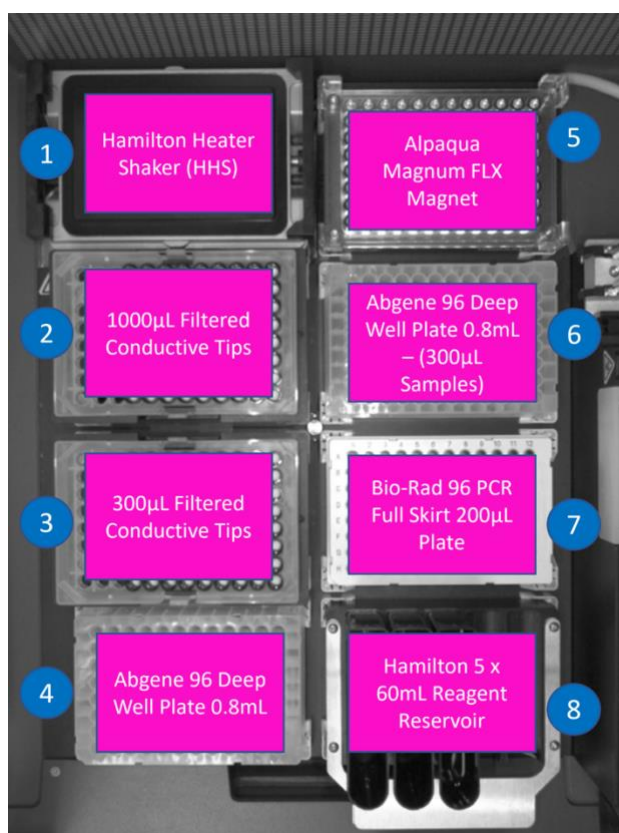 1
Hamilton Heater
Shaker (HHS)
5
Alpaqua
Magnum FLX
Magnet
2
1000µL Filtered
Conductive Tips
6
Abgene 96 Deep
Well Plate 0.8mL
– (300µL
Samples)
3
300µL Filtered
Conductive Tips
7
Bio-Rad 96 PCR
Full Skirt 200µL
Plate
4
Abgene 96 Deep
Well Plate 0.8mL
8
Hamilton 5 x
60mL Reagent
Reservoir